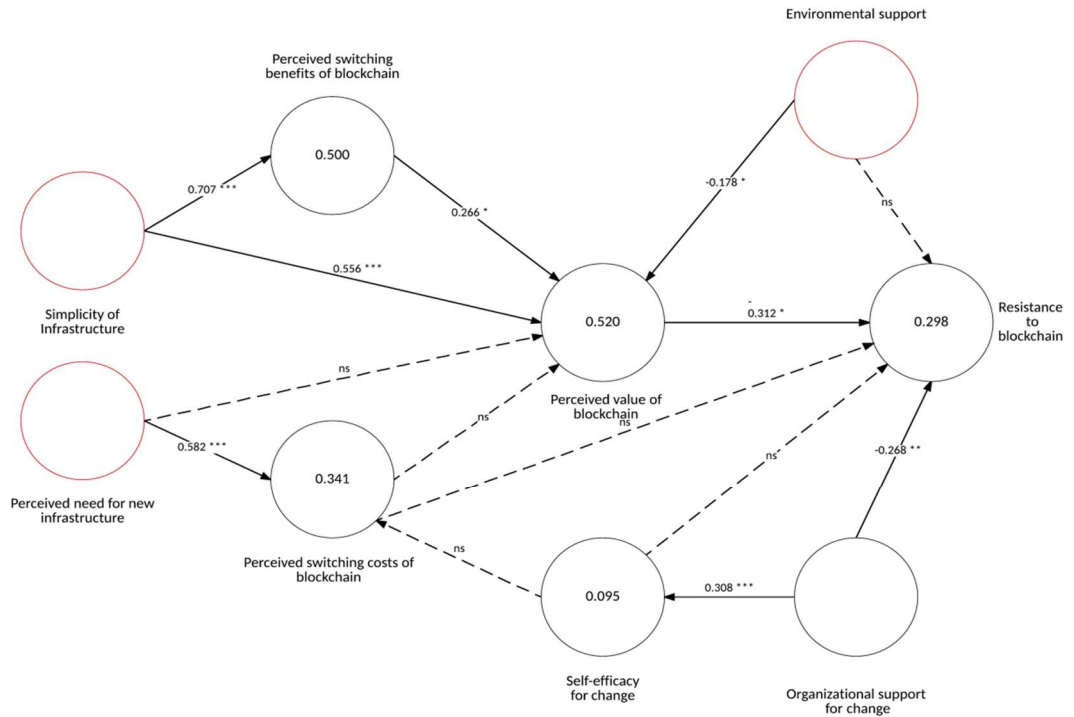 Environmental support
Perceived switching
benefits of blockchain
0.500
0.707 ***
-0.178 *
0.266 *
ns
0.556 ***
Simplicity of
Infrastructure
0.520
-
0.312 *
0.298
Resistance
to
blockchain
ns
Perceived value of
blockchain
ns
ns
0.582 ***
0.341
-0.268 **
ns
Perceived need for new
infrastructure
Perceived switching costs of
blockchain
ns
0.095
0.308 ***
Self-efficacy
for change
Organizational support
for change